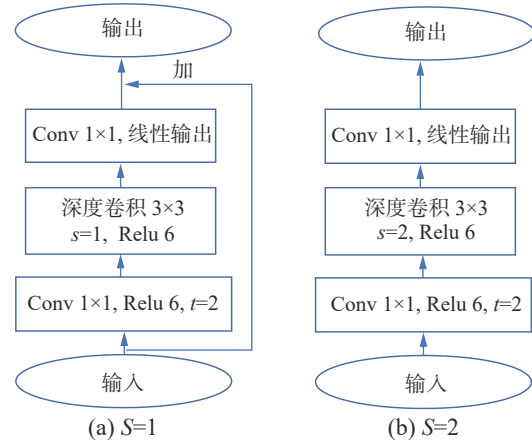 输出
加
Conv 1×1, 线性输出
深度卷积 3×3
s=1, Relu 6
Conv 1×1, Relu 6, t=2
输入
(a) S=1
输出
Conv 1×1, 线性输出
深度卷积 3×3
s=2, Relu 6
Conv 1×1, Relu 6, t=2
输入
(b) S=2